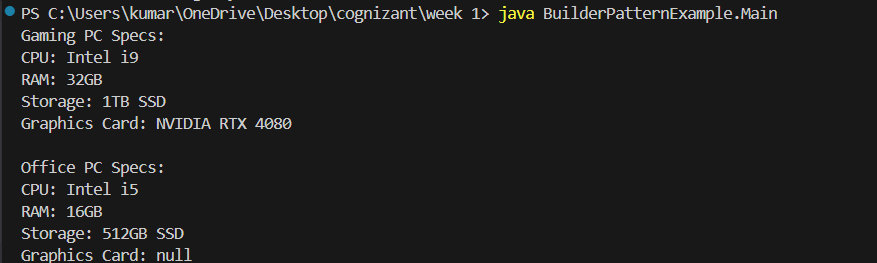 PS C:\Users\kumar\OneDrive\Desktop\cognizant\week 1> java BuilderPatternExample.Main
Gaming PC Specs:
CPU: Intel i9
RAM: 32GB
Storage: 1TB SSD
Graphics Card: NVIDIA RTX 4080
Office PC Specs:
CPU: Intel i5
RAM: 16GB
Storage: 512GB SSD
Graphics Card: null